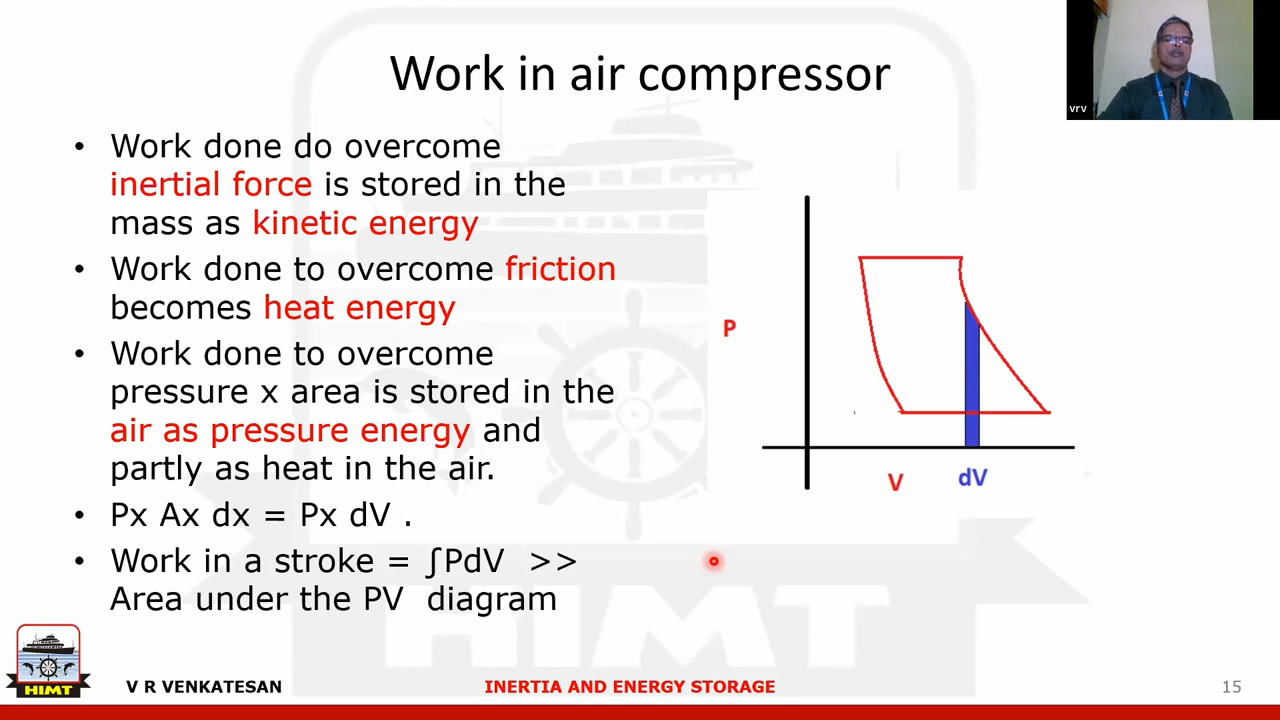 Work in air compressor
vrv
• Work done do overcome
inertial force is stored in the
mass as kinetic energy
• Work done to overcome friction
becomes heat energy
• Work done to overcome
pressure x area is stored in the
air as pressure energy and
partly as heat in the air.
• Px Ax dx = Px dV .
• Work in a stroke = ∫PdV >>
Area under the PV diagram
P
V
dV
HIMT
HIMT
V R VENKATESAN
INERTIA AND ENERGY STORAGE
15